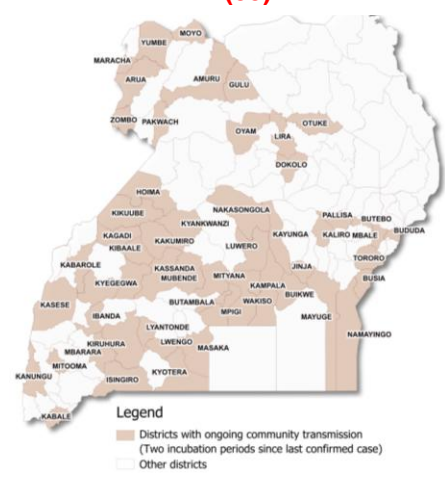 MOYO
YUMBE
MARACHA
ARUA
AMURU
GULU
ZOMBO
PAKWACH
OYAM
OTUKE
LIRA
DOKOLO
HOIMA
KIKUUBE
NAKASONGOLA
KYANKWANZI
PALLISA
BUTEBO
KAGADI
KAKUMIRO
KAYUNGA
KALIRO
MBALE
BUDUDA
KIBAALE
LUWERO
KABAROLE
KASSANDA
MITYANA
JINJA
TORORO
KYEGEGWA
MUBENDE
KAMPALA
BUSIA
KASESE
BUTAMBALA
WAKISO
BUIKWE
IBANDA
MPIGI
MAYUGE
LYANTONDE
NAMAYINGO
KIRUHURA
LWENGO
MASAKA
MBARARA
MITOOMA
KANUNGU
ISINGIRO
KYOTERA
KABALE
Legend
Districts with ongoing community transmission
(Two incubation periods since last confirmed case)
Other districts